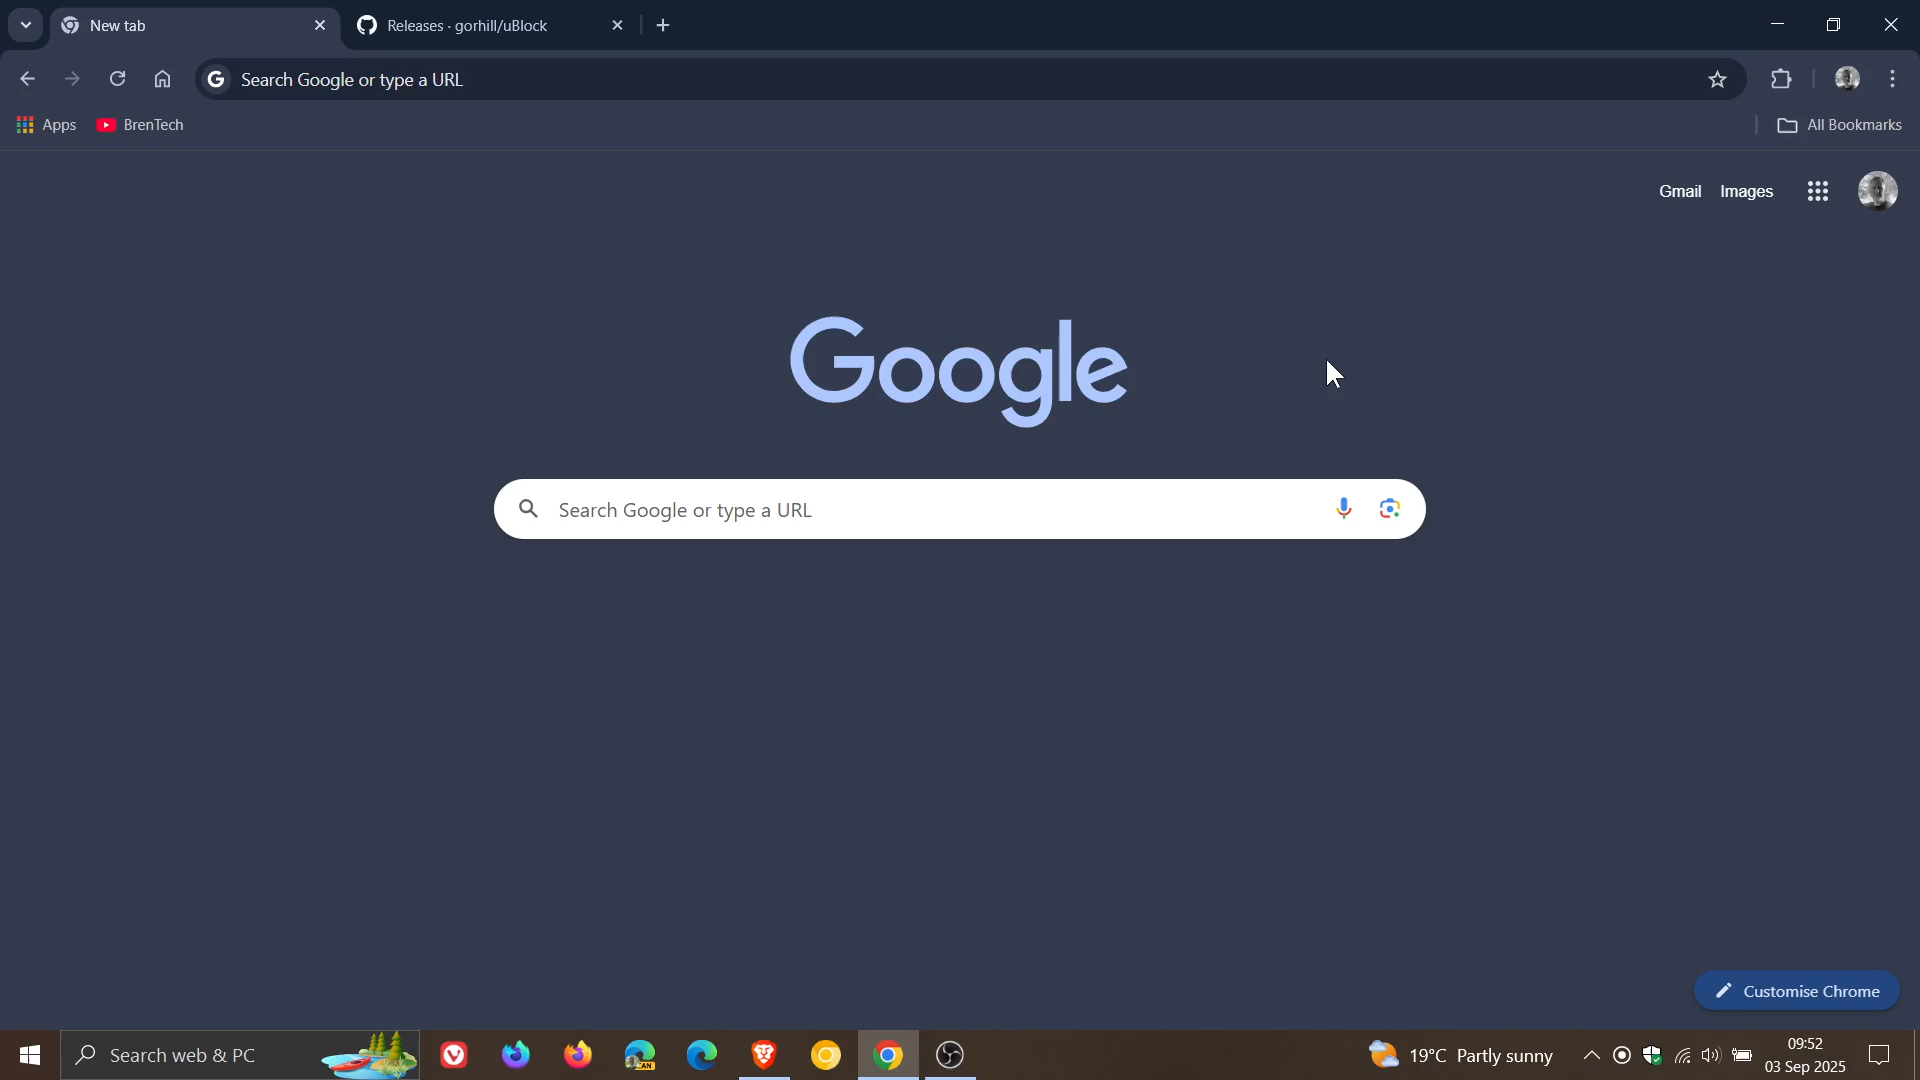 New tab
Releases · gorhill/uBlock
Search Google or type a URL
Apps
BrenTech
All Bookmarks
Gmail
Images
Google
Search Google or type a URL
Customise Chrome
Search web & PC
CAN
19°C Partly sunny
09:52
03 Sep 2025